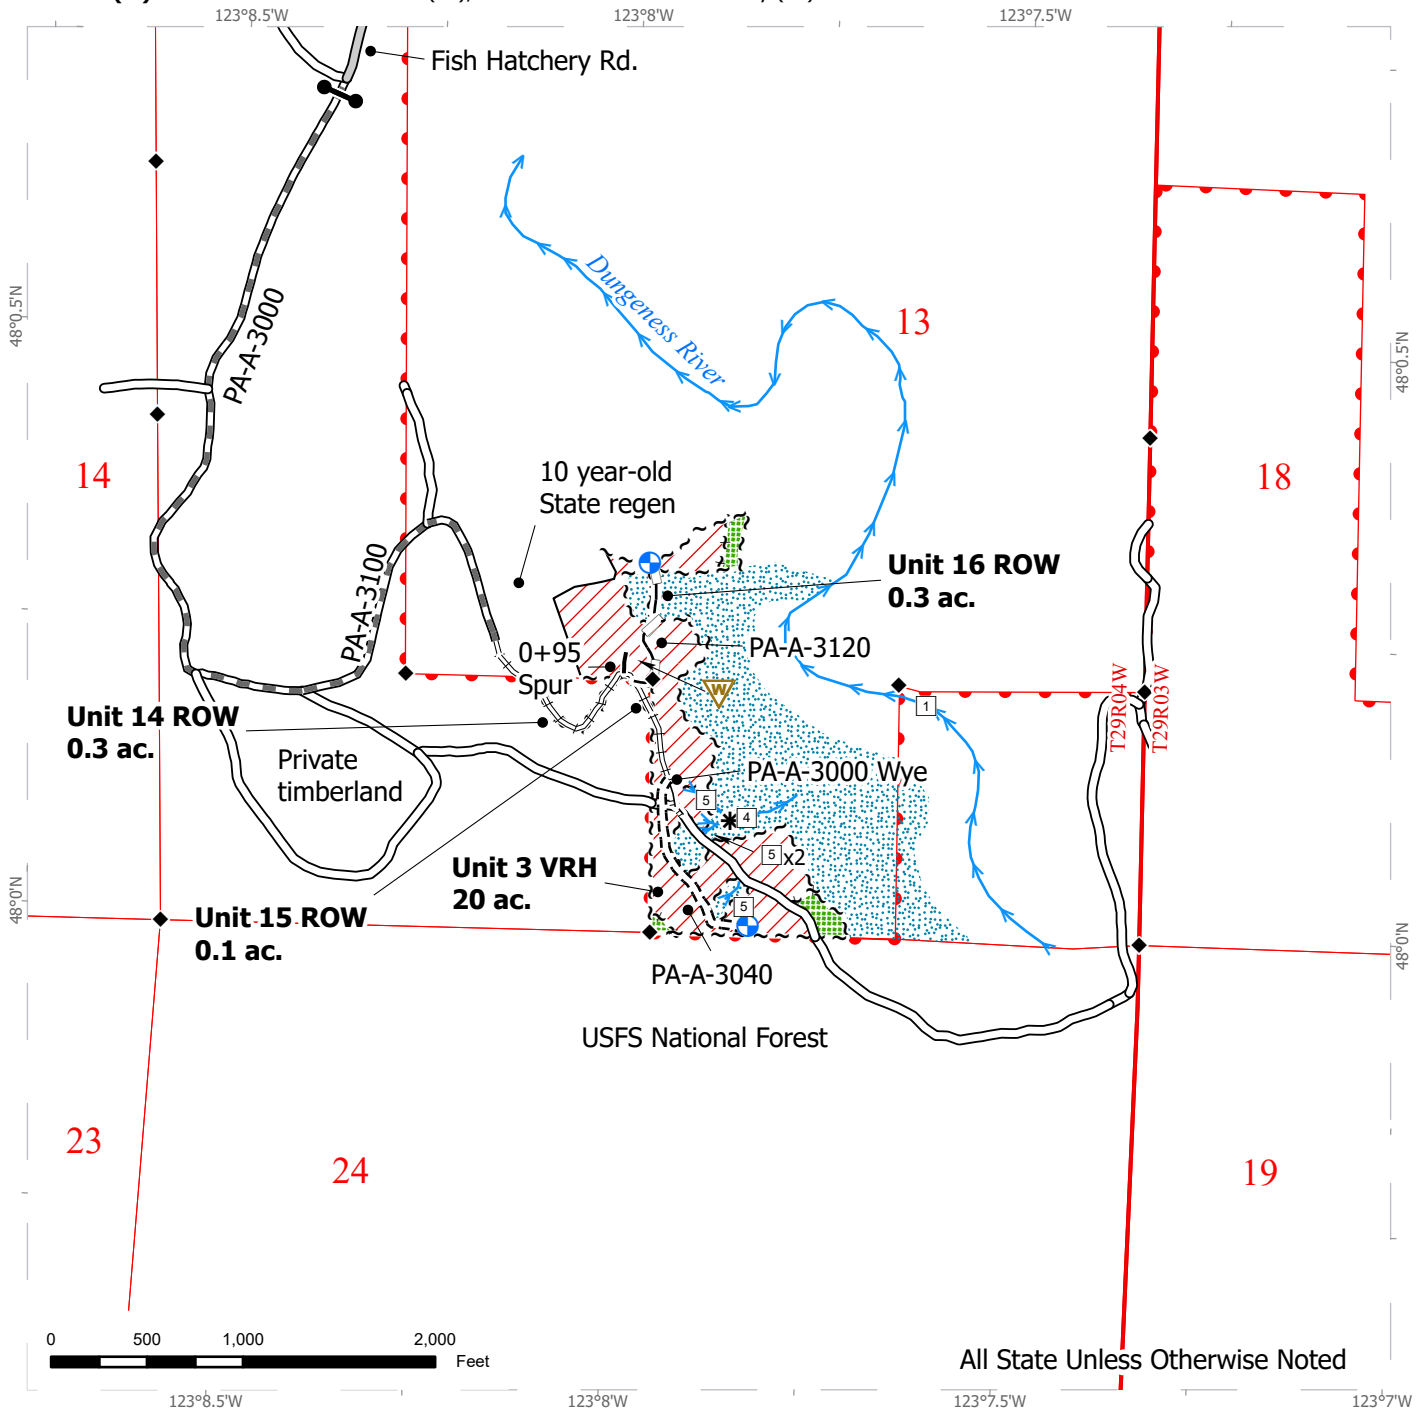 123°8.5'W
123°8'W
123°7.5'W
Fish Hatchery Rd.
48°0.5'N
PA-A-3000
Dungeness River
13
48°0.5'N
14
10 year-old
State regen
18
PA-A-3100
Unit 16 ROW
0.3 ac.
0+95
Spur
PA-A-3120
W
T29R04W
T29R03W
1
Unit 14 ROW
0.3 ac.
Private
timberland
PA-A-3000 Wye
5
4
5 x2
Unit 3 VRH
20 ac.
5
48°0'N
Unit 15 ROW
0.1 ac.
48°0'N
PA-A-3040
USFS National Forest
23
24
19
0
500
1,000
2,000
Feet
All State Unless Otherwise Noted
123°8.5'W
123°8'W
123°7.5'W
123°7'W